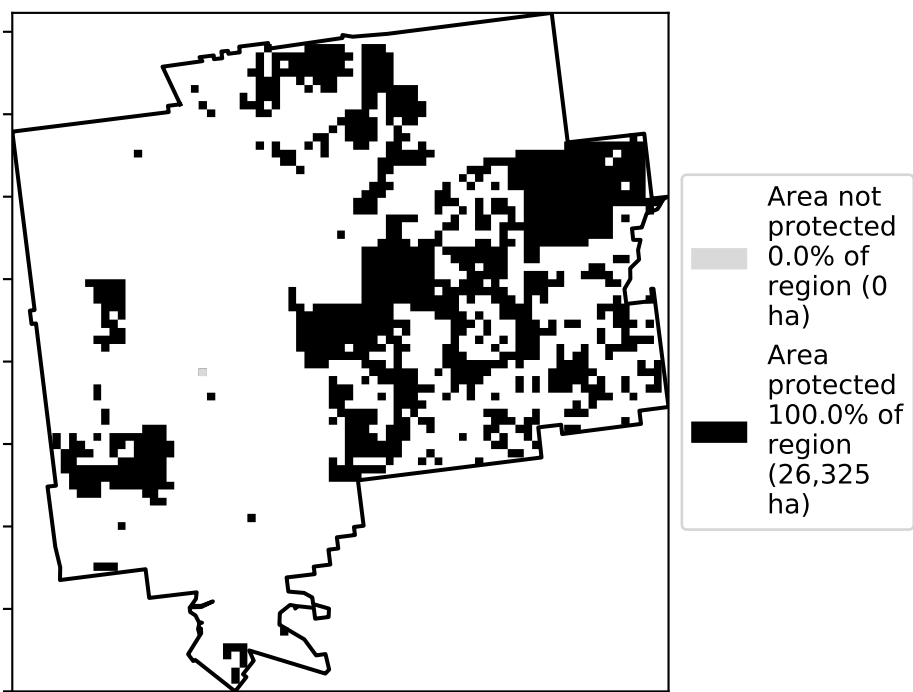 Area not
protected
0.0% of
region (0
ha)
Area
protected
100.0% of
region
(26,325
ha)